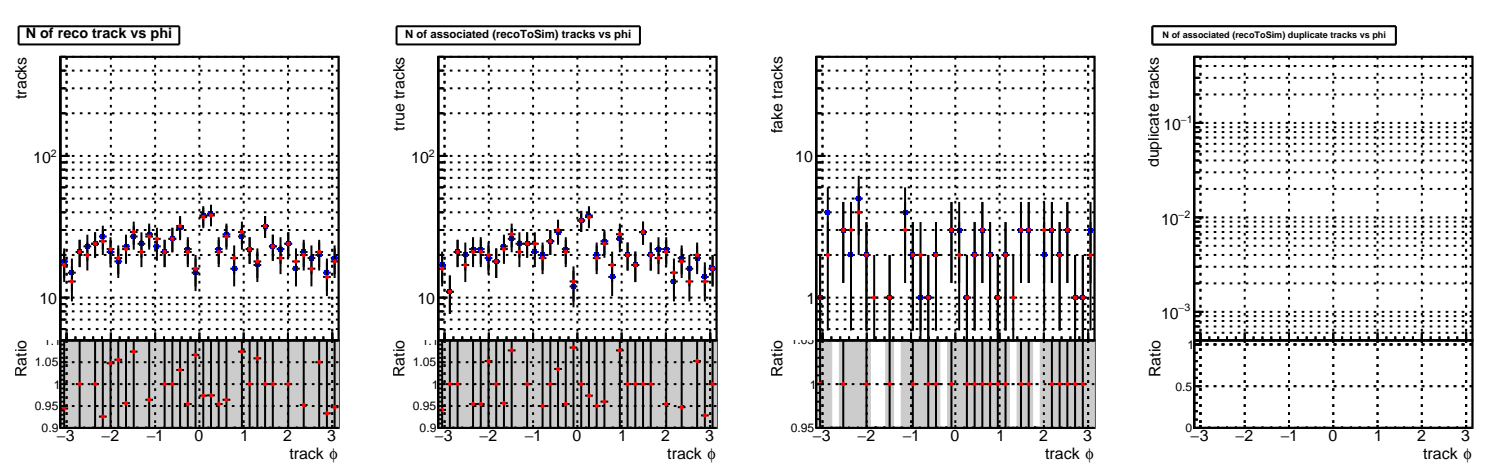 N of reco track vs phi
tracks
10²
10
Ratio
1.05
1
0.95
0.9
−3 −2 −1 0 1 2 3
track ϕ
N of associated (recoToSim) tracks vs phi
true tracks
10²
10
Ratio
1.05
1
0.95
0.9
−3 −2 −1 0 1 2 3
track ϕ
fake tracks
10
1
Ratio
1.05
1
0.95
−3 −2 −1 0 1 2 3
track ϕ
N of associated (recoToSim) duplicate tracks vs phi
duplicate tracks
10⁻¹
10⁻²
10⁻³
Ratio
1
0.5
0
−3 −2 −1 0 1 2 3
track ϕ